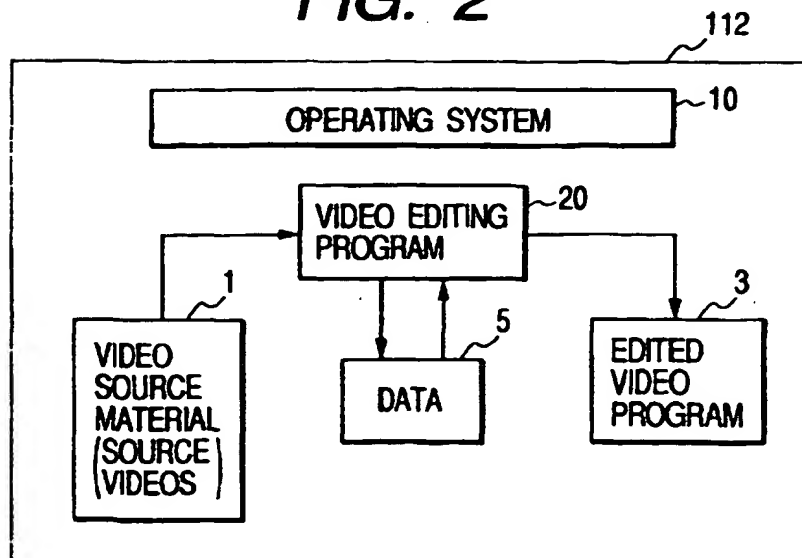 FIG. 2
112
10
OPERATING SYSTEM
20
VIDEO EDITING
PROGRAM
1
VIDEO
SOURCE
MATERIAL
(SOURCE
VIDEOS)
5
DATA
3
EDITED
VIDEO
PROGRAM